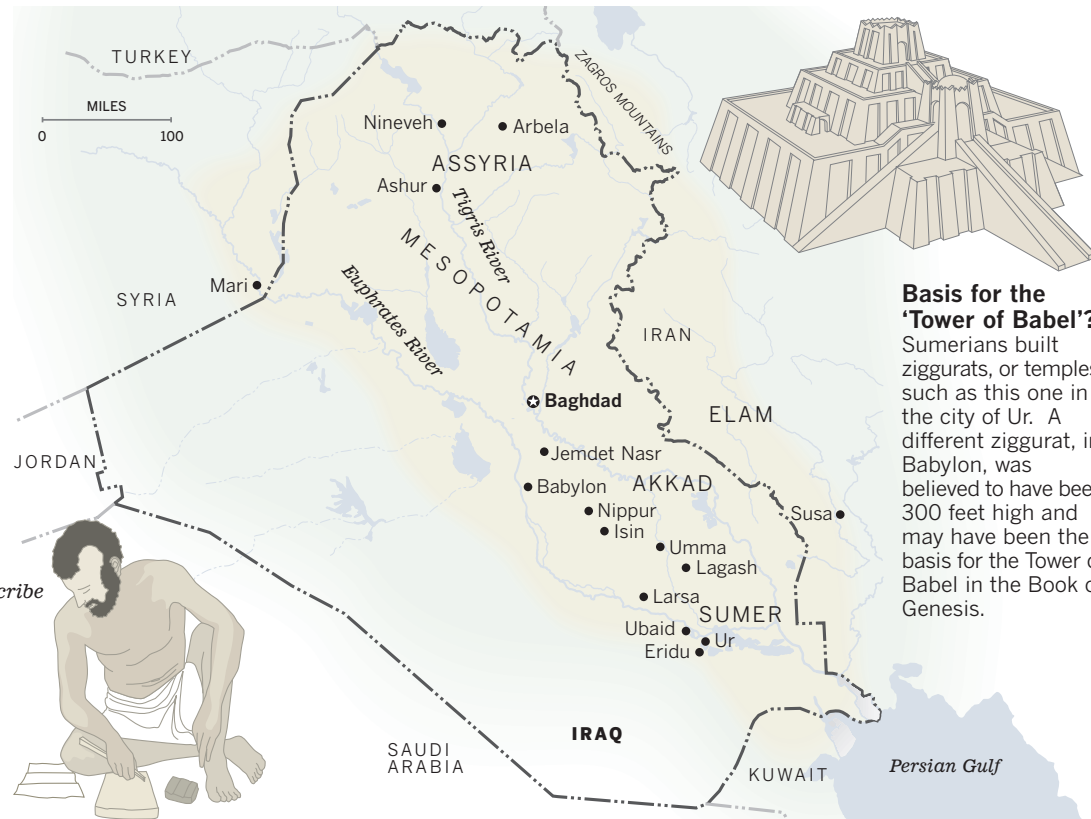 TURKEY
MILES
0 100
ZAGROS MOUNTAINS
Nineveh
Arbela
ASSYRIA
Ashur
Tigris River
MESOPOTAMIA
Euphrates River
Mari
SYRIA
IRAN
Baghdad
ELAM
JORDAN
Jemdet Nasr
AKKAD
Babylon
Nippur
Isin
Susa
Umma
Lagash
Larsa
SUMER
Ubaid
Ur
Eridu
IRAQ
SAUDI
ARABIA
KUWAIT
Persian Gulf
Basis for the
‘Tower of Babel’?
Sumerians built
ziggurats, or temples
such as this one in
the city of Ur. A
different ziggurat,
Babylon, was
believed to have
300 feet high and
may have been the
basis for the Tower
Babel in the Book
Genesis.